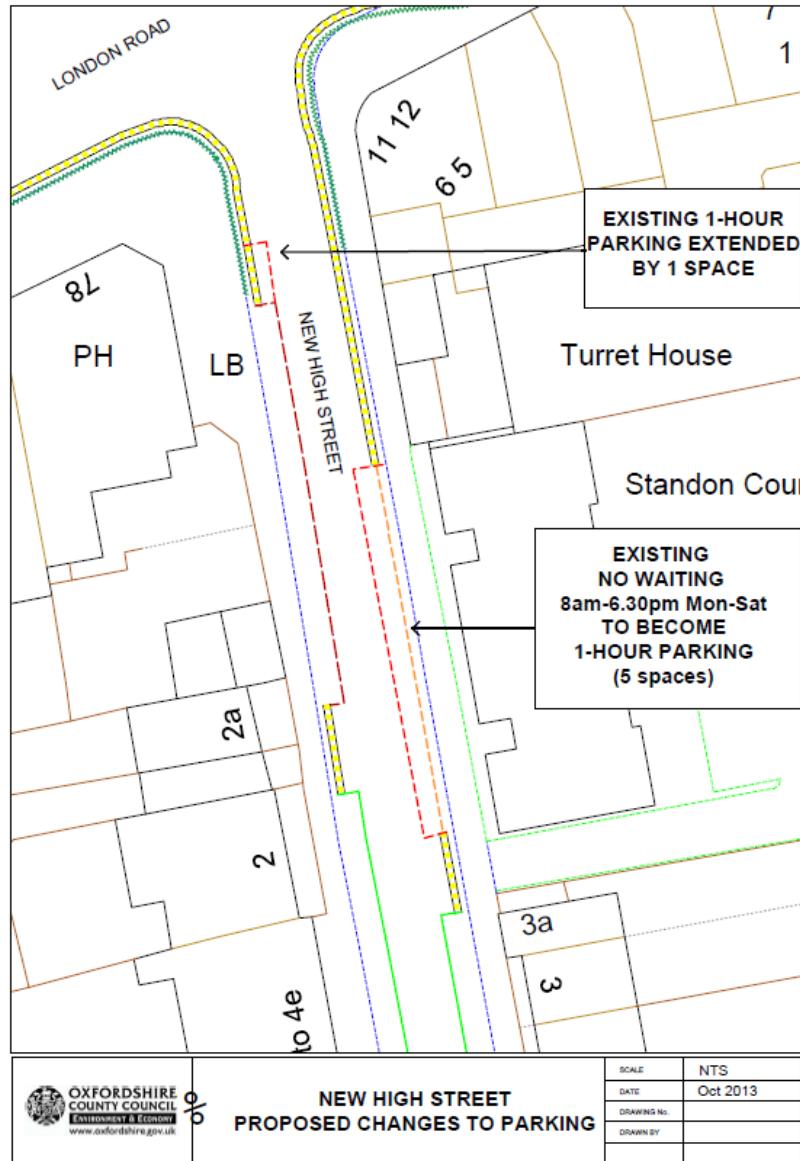 LONDON ROAD
7
1
11 12
6 5
EXISTING 1-HOUR
PARKING EXTENDED
BY 1 SPACE
78
PH
LB
NEW HIGH STREET
Turret House
Standon Cour
EXISTING
NO WAITING
8am-6.30pm Mon-Sat
TO BECOME
1-HOUR PARKING
(5 spaces)
2a
2
3a
3
to 4e
OXFORDSHIRE
COUNTY COUNCIL
ENVIRONMENT & ECONOMY
www.oxfordshire.gov.uk
NEW HIGH STREET
PROPOSED CHANGES TO PARKING
SCALE NTS
DATE Oct 2013
DRAWING No.
DRAWN BY